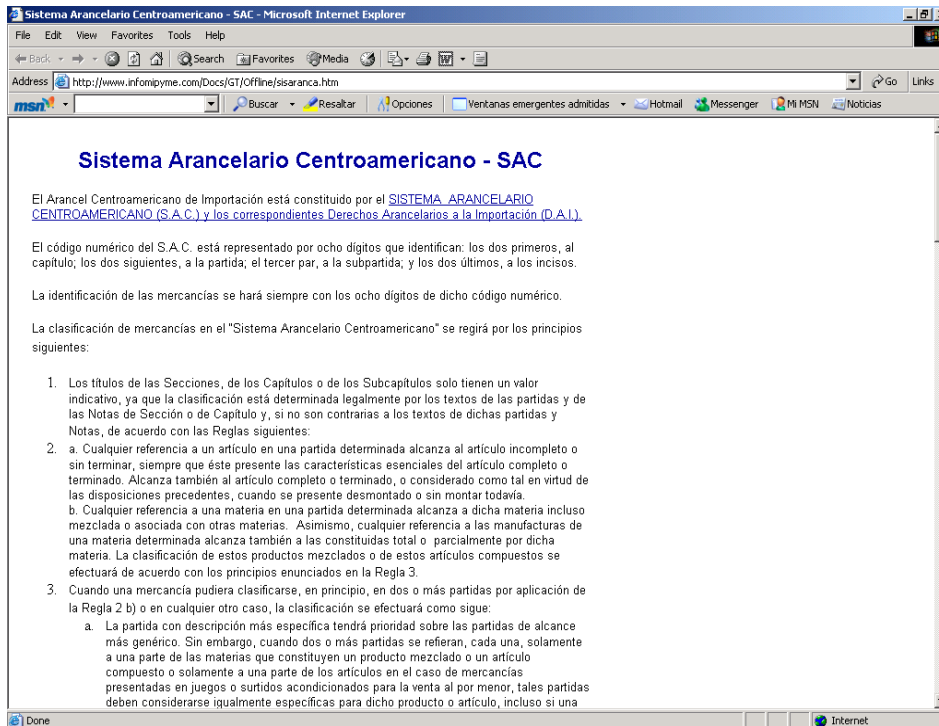 Sistema Arancelario Centroamericano - SAC - Microsoft Internet Explorer
File Edit View Favorites Tools Help
Back Search Favorites Media
Address http://www.infomipyme.com/Docs/GT/Offline/sisaranca.htm Go Links
msn Buscar Resaltar Opciones Ventanas emergentes admitidas Hotmail Messenger Mi MSN Noticias
Sistema Arancelario Centroamericano - SAC
El Arancel Centroamericano de Importación está constituido por el SISTEMA ARANCELARIO
CENTROAMERICANO (S.A.C.) y los correspondientes Derechos Arancelarios a la Importación (D.A.I.).
El código numérico del S.A.C. está representado por ocho dígitos que identifican: los dos primeros, al
capítulo; los dos siguientes, a la partida; el tercer par, a la subpartida; y los dos últimos, a los incisos.
La identificación de las mercancías se hará siempre con los ocho dígitos de dicho código numérico.
La clasificación de mercancías en el "Sistema Arancelario Centroamericano" se regirá por los principios
siguientes:
1. Los títulos de las Secciones, de los Capítulos o de los Subcapítulos solo tienen un valor
indicativo, ya que la clasificación está determinada legalmente por los textos de las partidas y de
las Notas de Sección o de Capítulo y, si no son contrarias a los textos de dichas partidas y
Notas, de acuerdo con las Reglas siguientes:
2. a. Cualquier referencia a un artículo en una partida determinada alcanza al artículo incompleto o
sin terminar, siempre que éste presente las características esenciales del artículo completo o
terminado. Alcanza también al artículo completo o terminado, o considerado como tal en virtud de
las disposiciones precedentes, cuando se presente desmontado o sin montar todavía.
b. Cualquier referencia a una materia en una partida determinada alcanza a dicha materia incluso
mezclada o asociada con otras materias. Asimismo, cualquier referencia a las manufacturas de
una materia determinada alcanza también a las constituidas total o parcialmente por dicha
materia. La clasificación de estos productos mezclados o de estos artículos compuestos se
efectuará de acuerdo con los principios enunciados en la Regla 3.
3. Cuando una mercancía pudiera clasificarse, en principio, en dos o más partidas por aplicación de
la Regla 2 b) o en cualquier otro caso, la clasificación se efectuará como sigue:
a. La partida con descripción más específica tendrá prioridad sobre las partidas de alcance
más genérico. Sin embargo, cuando dos o más partidas se refieran, cada una, solamente
a una parte de las materias que constituyen un producto mezclado o un artículo
compuesto o solamente a una parte de los artículos en el caso de mercancías
presentadas en juegos o surtidos acondicionados para la venta al por menor, tales partidas
deben considerarse igualmente específicas para dicho producto o artículo, incluso si una
Done Internet